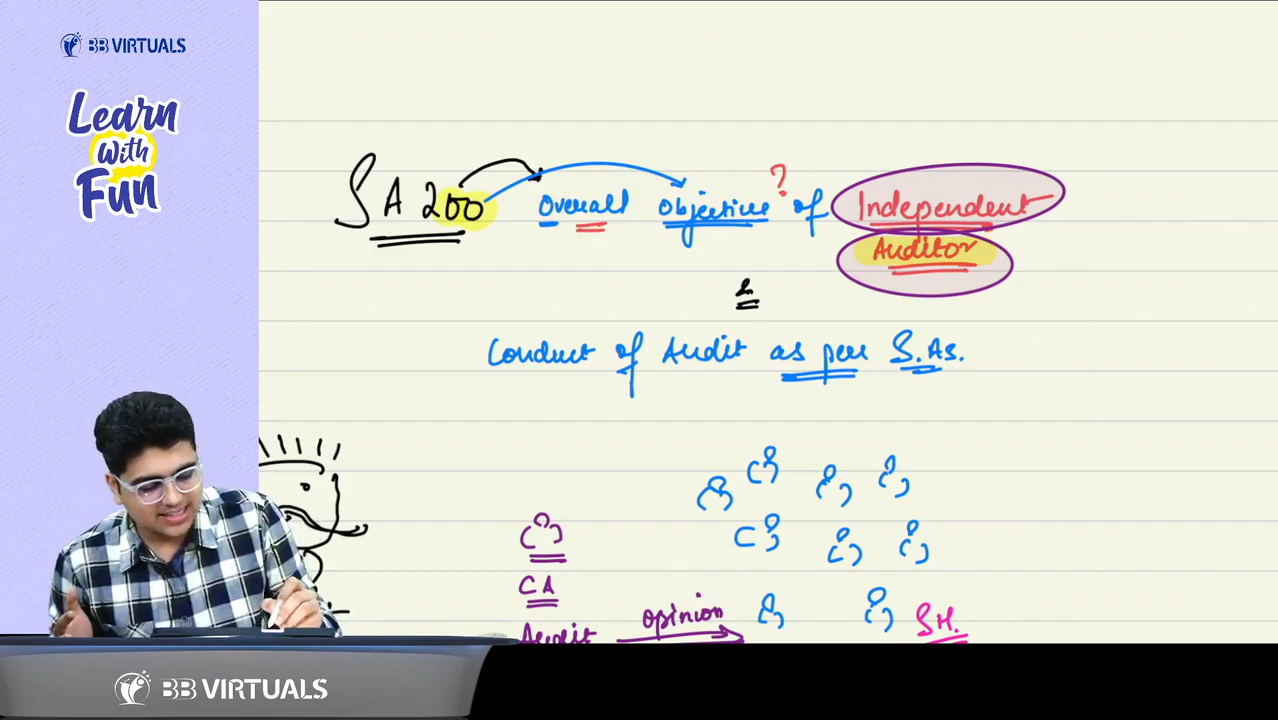 BB VIRTUALS
Learn
With
Fun
SA 200 Overall Objective ? of Independent
Auditor
&
Conduct of Audit as per S.As.
CA
opinion
Audit
SH.
BB VIRTUALS